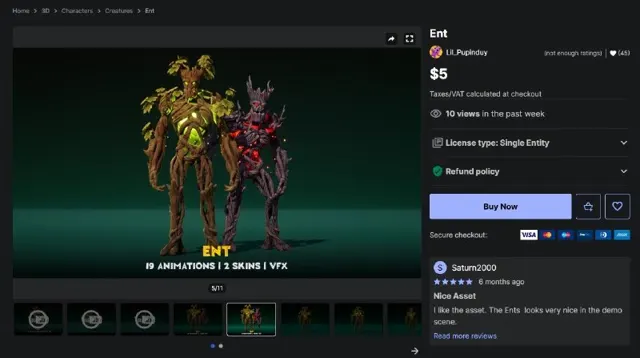 Home > 3D > Characters > Creatures > Ent
Ent
Lil_Pupinduy
(not enough ratings) | (45)
$5
Taxes/VAT calculated at checkout
10 views in the past week
License type: Single Entity
Refund policy
Buy Now
Secure checkout:
VISA
ENT
19 ANIMATIONS | 2 SKINS | VFX
5/11
S Saturn2000
6 months ago
Nice Asset
I like the asset. The Ents looks very nice in the demo
scene.
Read more reviews